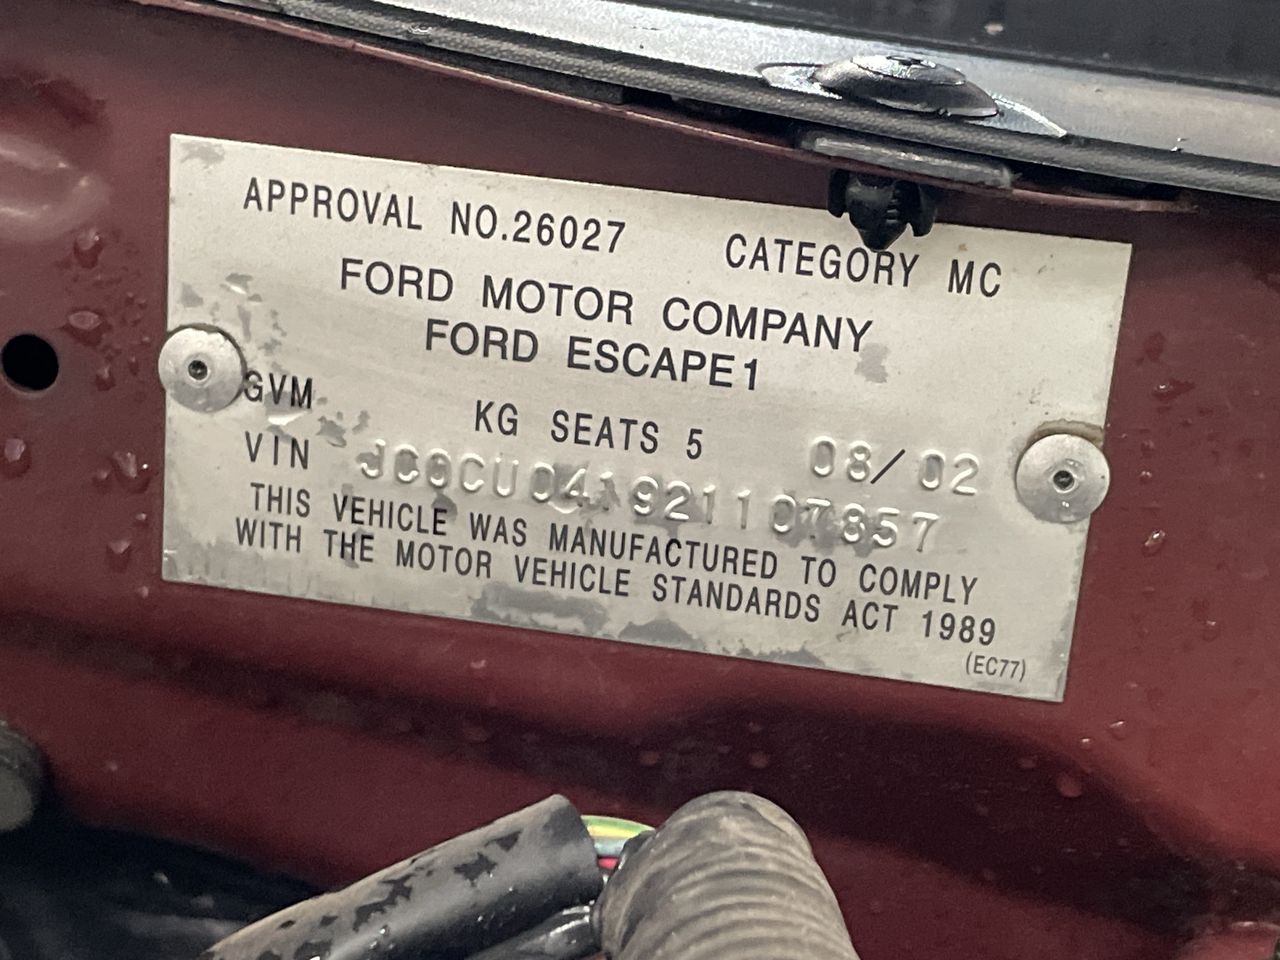 APPROVAL NO.26027 CATEGORY MC
FORD MOTOR COMPANY
FORD ESCAPE1
GVM KG SEATS 5 08/02
VIN JC0CU041921107857
THIS VEHICLE WAS MANUFACTURED TO COMPLY
WITH THE MOTOR VEHICLE STANDARDS ACT 1989
(EC77)